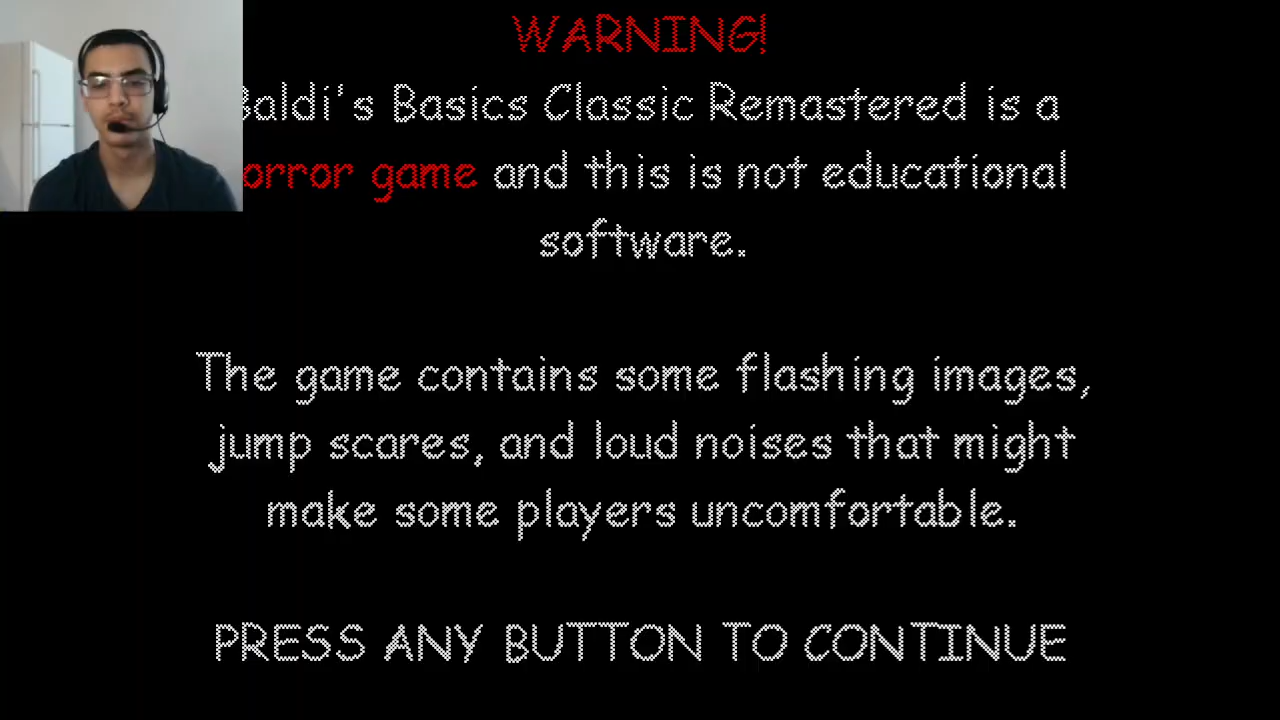 WARNING!
Baldi's Basics Classic Remastered is a
orror game and this is not educational
software.
The game contains some flashing images,
jump scares, and loud noises that might
make some players uncomfortable.
PRESS ANY BUTTON TO CONTINUE